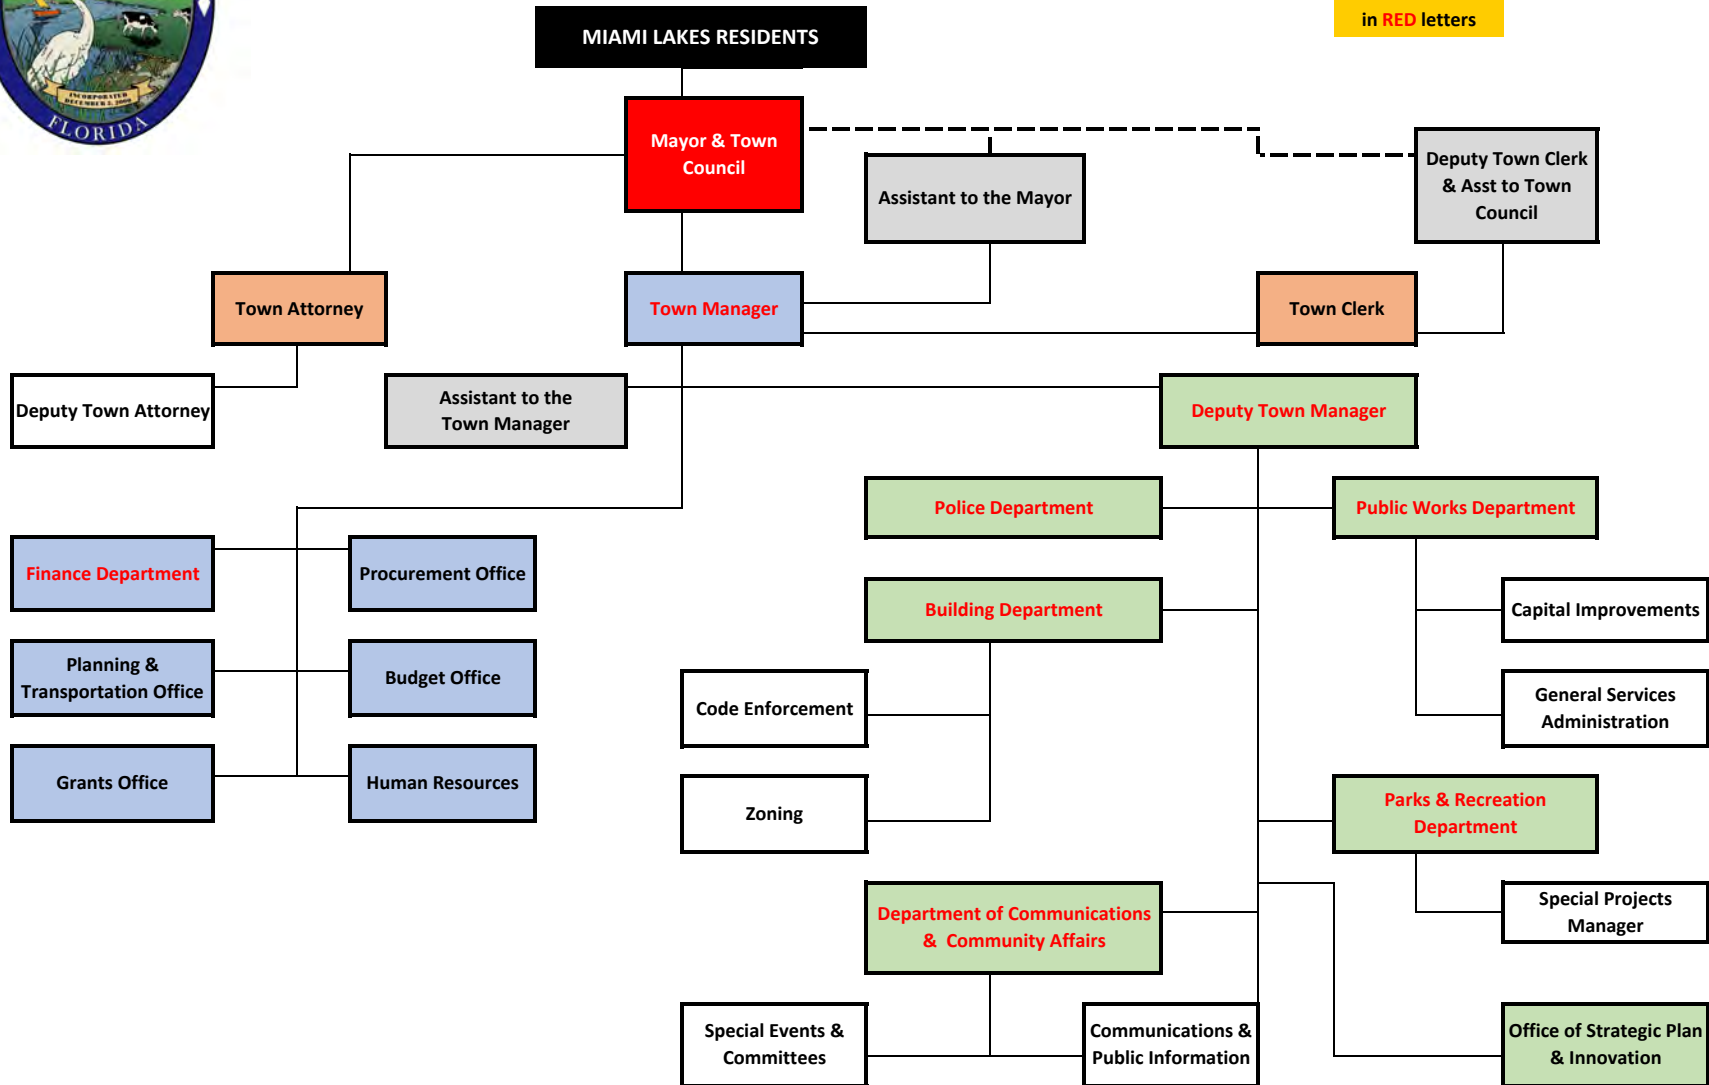 in RED letters
MIAMI LAKES RESIDENTS
INCORPORATED
DECEMBER 5, 2000
FLORIDA
Mayor & Town
Council
Assistant to the Mayor
Deputy Town Clerk
& Asst to Town
Council
Town Attorney
Town Manager
Town Clerk
Deputy Town Attorney
Assistant to the
Town Manager
Deputy Town Manager
Police Department
Public Works Department
Finance Department
Procurement Office
Building Department
Capital Improvements
Planning &
Transportation Office
Budget Office
Code Enforcement
General Services
Administration
Grants Office
Human Resources
Zoning
Parks & Recreation
Department
Department of Communications
& Community Affairs
Special Projects
Manager
Special Events &
Committees
Communications &
Public Information
Office of Strategic Plan
& Innovation